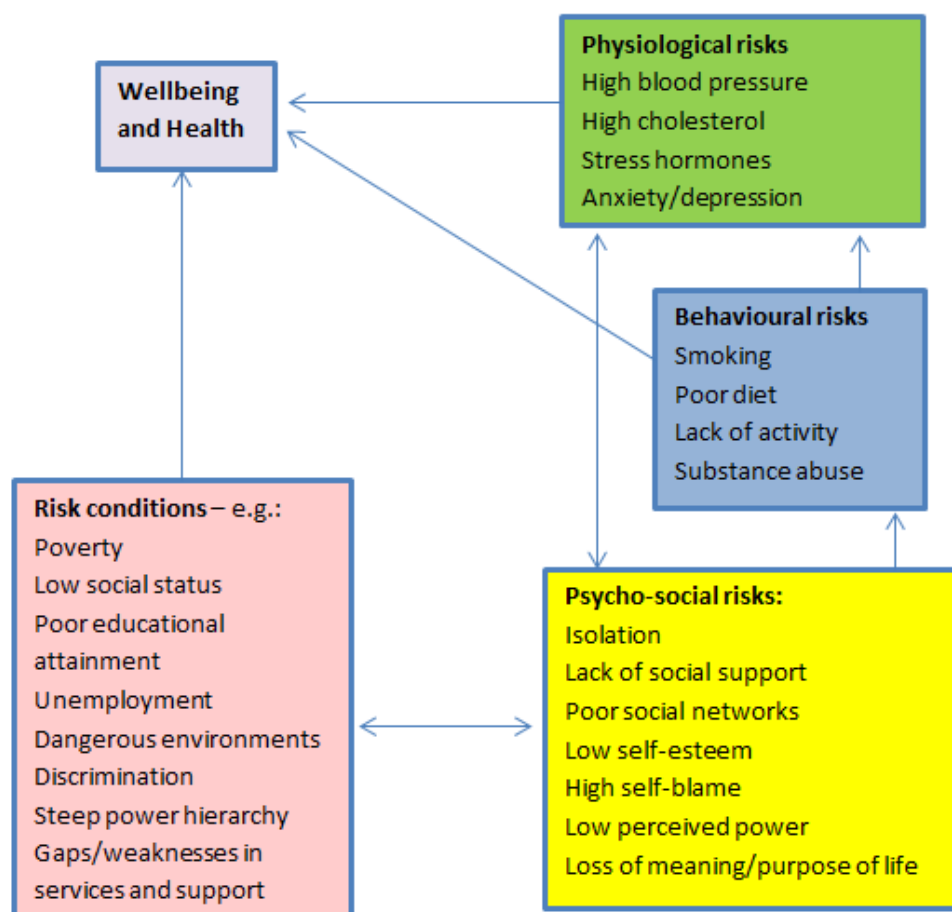 Wellbeing
and Health
Physiological risks
High blood pressure
High cholesterol
Stress hormones
Anxiety/depression
Behavioural risks
Smoking
Poor diet
Lack of activity
Substance abuse
Risk conditions – e.g.:
Poverty
Low social status
Poor educational
attainment
Unemployment
Dangerous environments
Discrimination
Steep power hierarchy
Gaps/weaknesses in
services and support
Psycho-social risks:
Isolation
Lack of social support
Poor social networks
Low self-esteem
High self-blame
Low perceived power
Loss of meaning/purpose of life